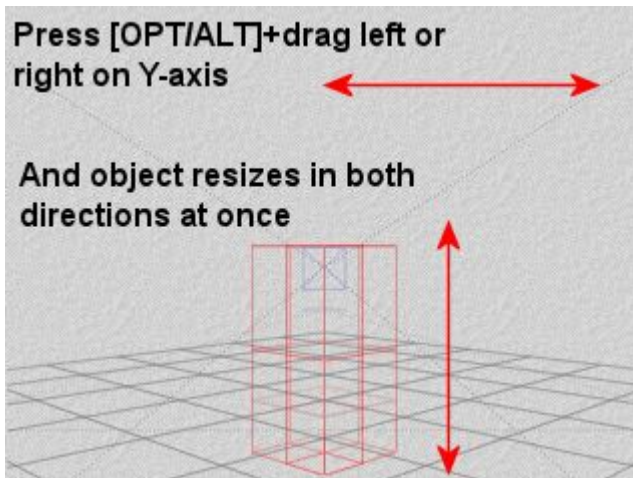 Press [OPT/ALT]+drag left or
right on Y-axis
And object resizes in both
directions at once